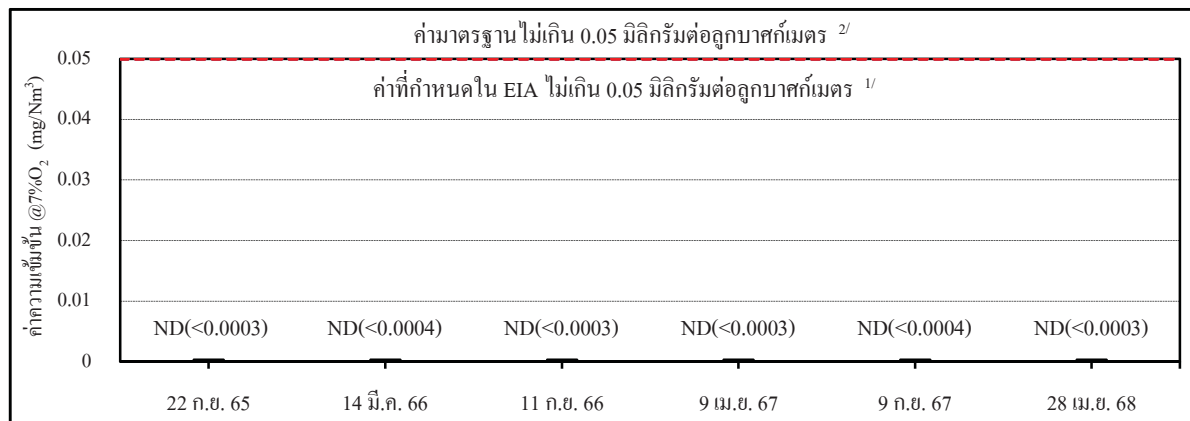 ค่ามาตรฐานไม่เกิน 0.05 มิลิกรัมต่อลูกบาศก์เมตร 2/
ค่าที่กำหนดใน EIA ไม่เกิน 0.05 มิลิกรัมต่อลูกบาศก์เมตร 1/
ค่าความเข้มข้น @7%O2 (mg/Nm3)
0.05
0.04
0.03
0.02
0.01
0
ND(<0.0003) ND(<0.0004) ND(<0.0003) ND(<0.0003) ND(<0.0004) ND(<0.0003)
22 ก.ย. 65 14 มี.ค. 66 11 ก.ย. 66 9 เม.ย. 67 9 ก.ย. 67 28 เม.ย. 68